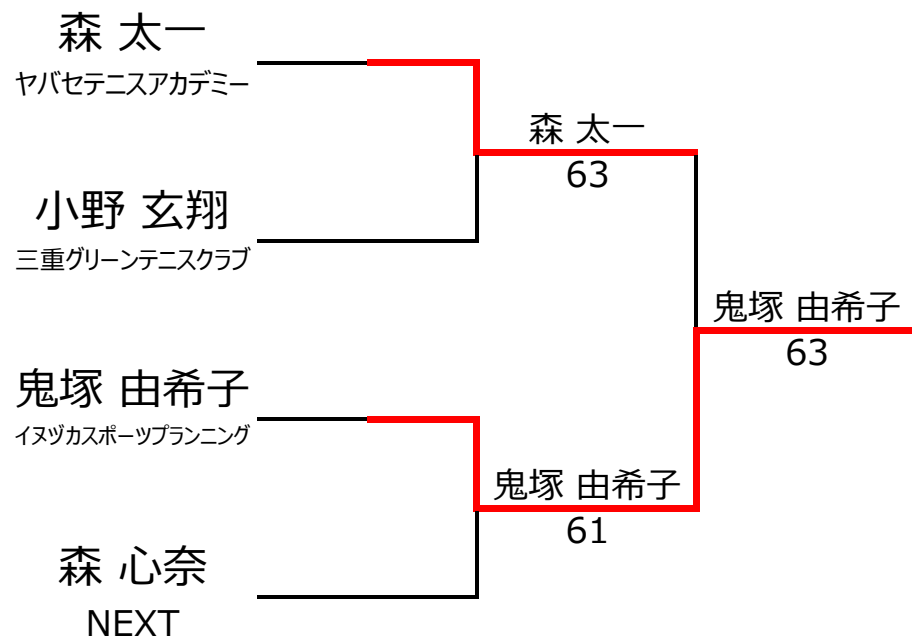 森 太一
ヤバセテニスアカデミー
森 太一
63
小野 玄翔
三重グリーンテニスクラブ
鬼塚 由希子
63
鬼塚 由希子
イヌヅカスポーツプランニング
鬼塚 由希子
61
森 心奈
NEXT